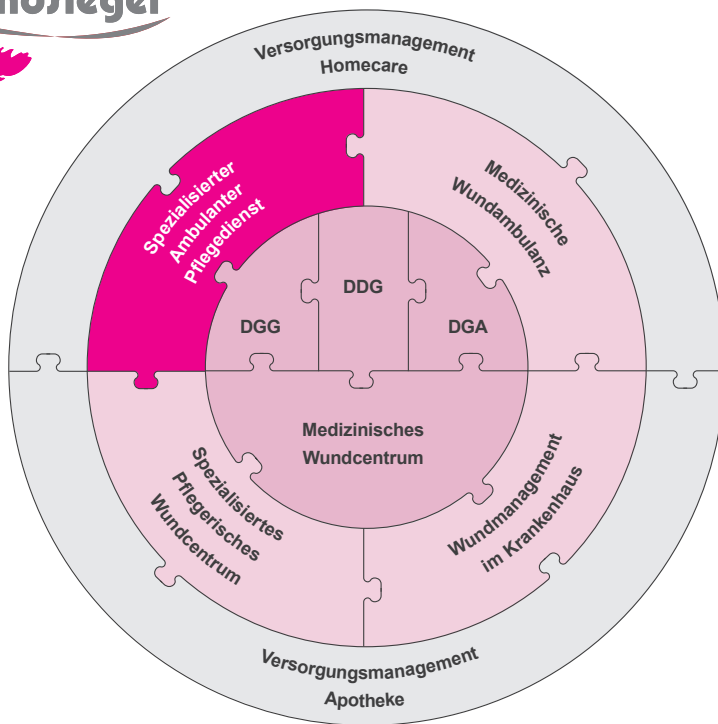 Versorgungsmanagement
Homecare
Spezialisierter
Ambulanter
Pflegedienst
Medizinische
Wundambulanz
DDG
DGG
DGA
Medizinisches
Wundcentrum
Spezialisiertes
Pflegerisches
Wundcentrum
Wundmanagement
im Krankenhaus
Versorgungsmanagement
Apotheke